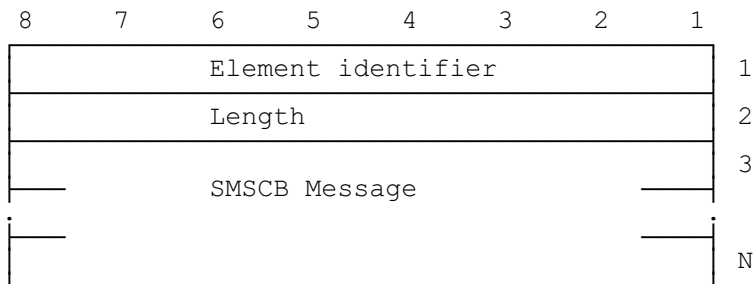 8 7 6 5 4 3 2 1
Element identifier 1
Length 2
3
SMSCB Message
N